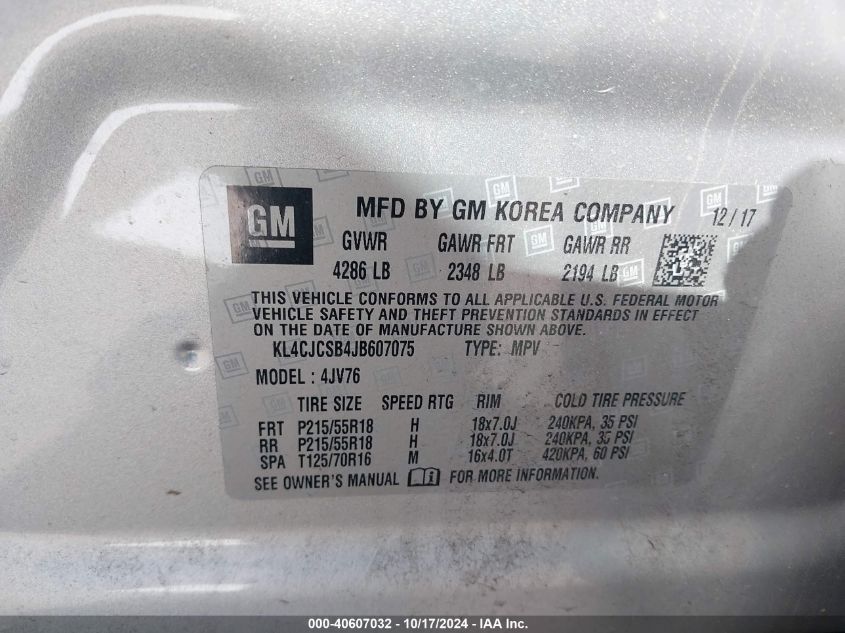 GM MFD BY GM KOREA COMPANY 12/17
GVWR GAWR FRT GAWR RR
4286 LB 2348 LB 2194 LB
THIS VEHICLE CONFORMS TO ALL APPLICABLE U.S. FEDERAL MOTOR
VEHICLE SAFETY AND THEFT PREVENTION STANDARDS IN EFFECT
ON THE DATE OF MANUFACTURE SHOWN ABOVE.
KL4CJCSB4JB607075 TYPE: MPV
MODEL : 4JV76
TIRE SIZE SPEED RTG RIM COLD TIRE PRESSURE
FRT P215/55R18 H 18x7.0J 240KPA, 35 PSI
RR P215/55R18 H 18x7.0J 240KPA, 35 PSI
SPA T125/70R16 M 16x4.0T 420KPA, 60 PSI
SEE OWNER'S MANUAL FOR MORE INFORMATION.
000-40607032 - 10/17/2024 - IAA Inc.